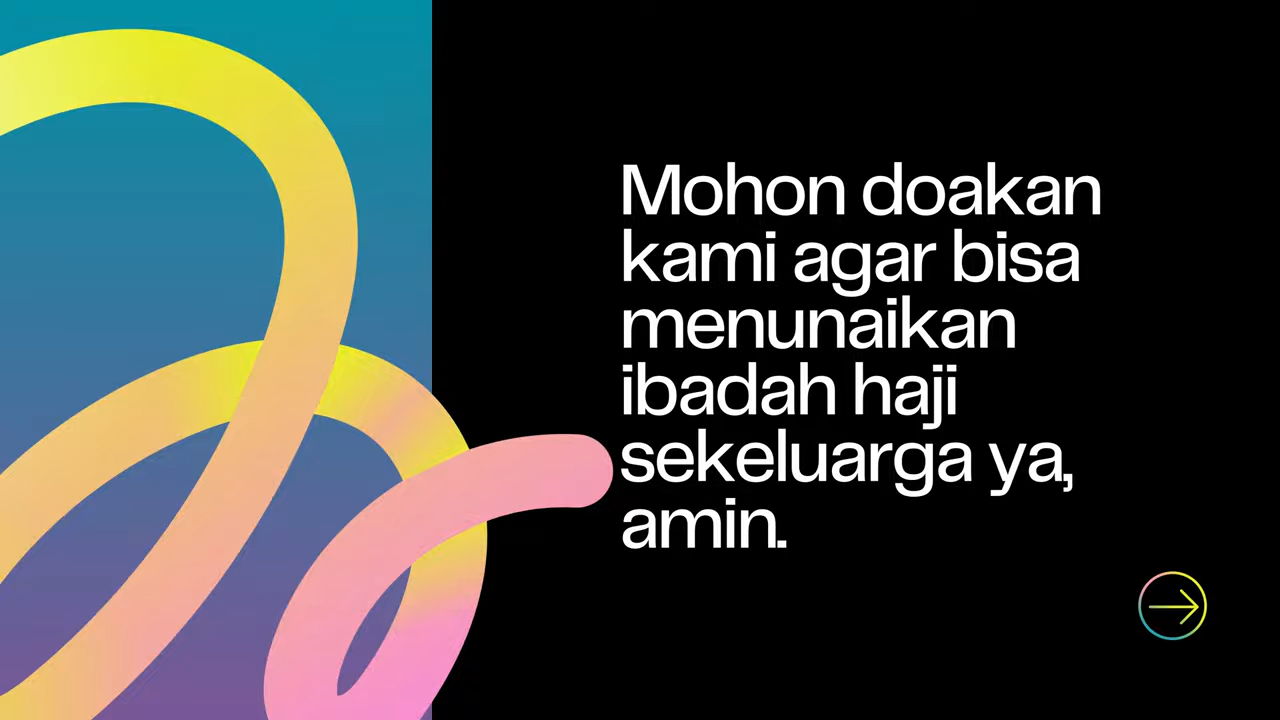 Mohon doakan
kami agar bisa
menunaikan
ibadah haji
sekeluarga ya,
amin.